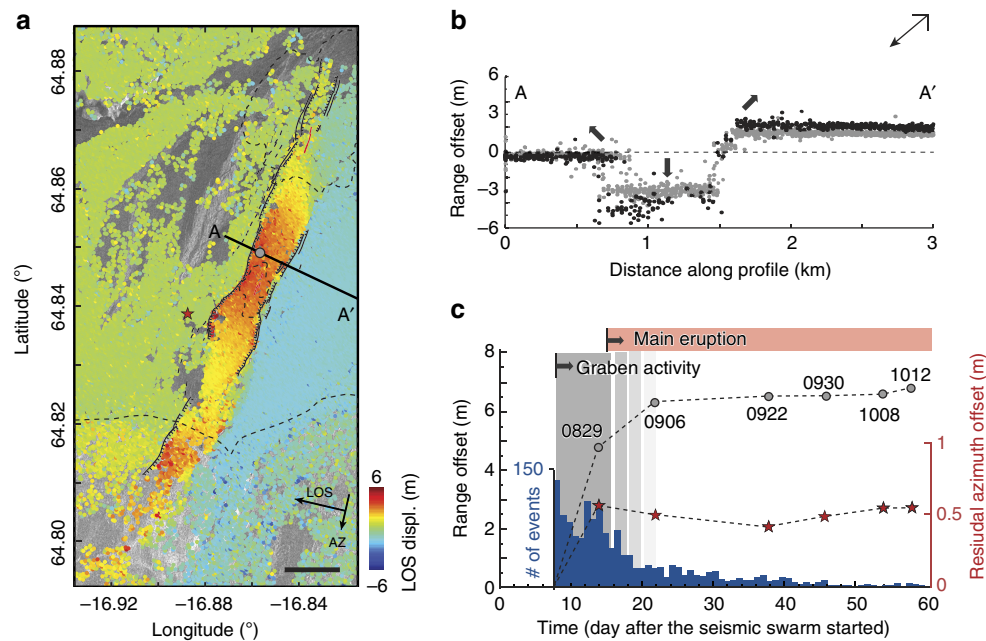 a
64.88
64.86
64.84
64.82
64.80
Latitude (°)
A
A′
LOS
AZ
6
−6
LOS displ. (m)
−16.92
−16.88
−16.84
Longitude (°)
b
6
3
0
−3
−6
Range offset (m)
A
A′
0
1
2
3
Distance along profile (km)
c
Main eruption
Graben activity
8
6
4
2
0
Range offset (m)
150
# of events
0829
0906
0922
0930
1008
1012
1
0.5
0
Resiudal azimuth offset (m)
0
10
20
30
40
50
60
Time (day after the seismic swarm started)